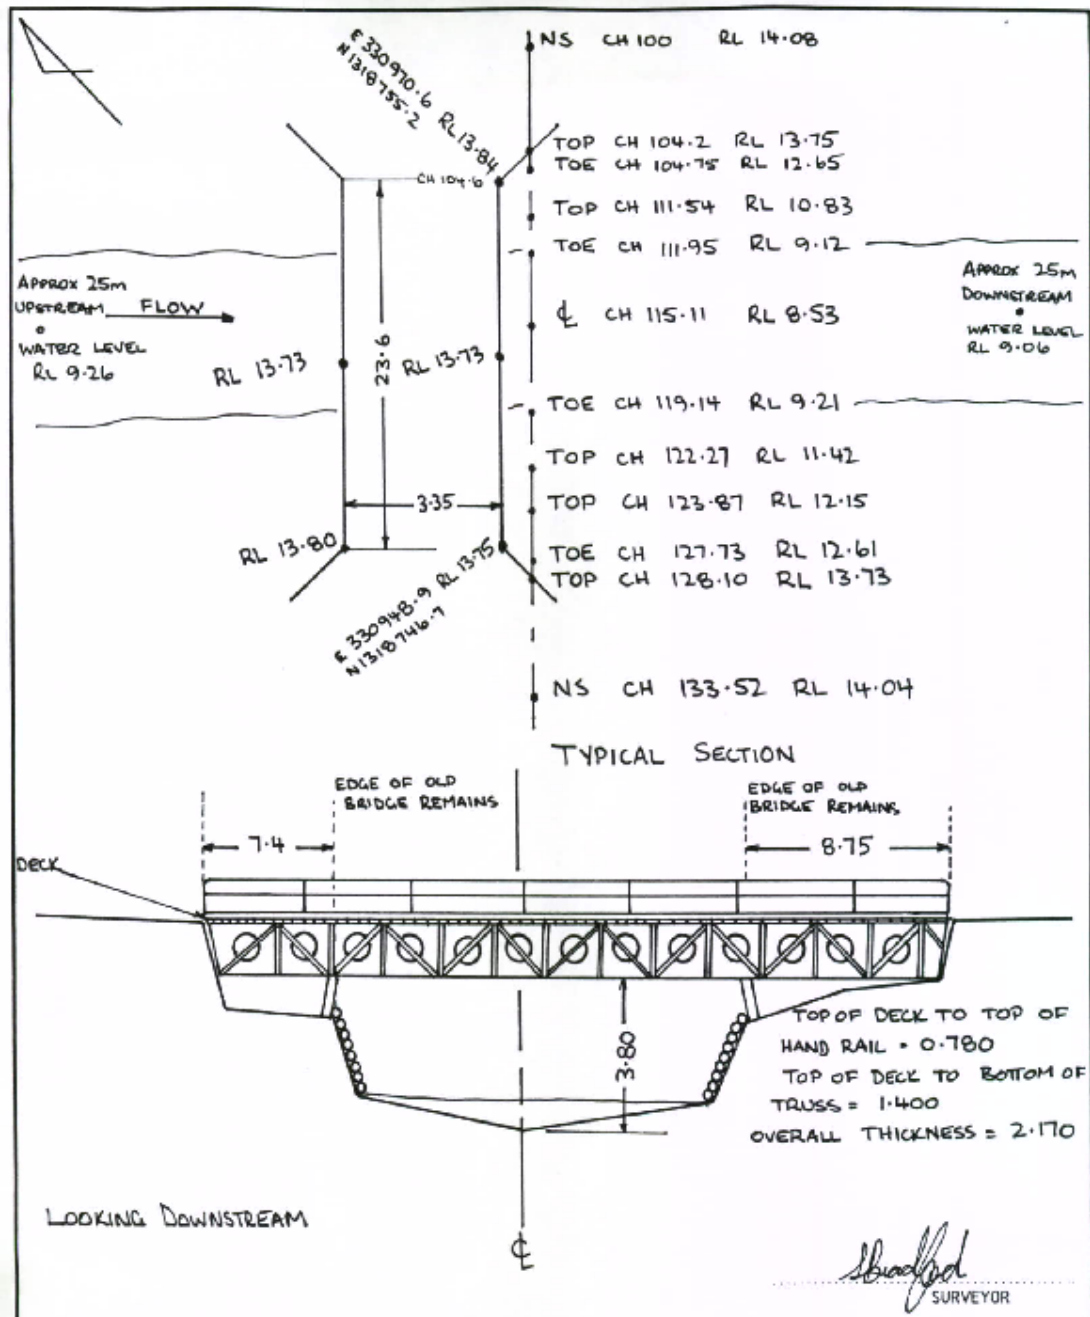 NS CH 100 RL 14.08
E 330970.6
N 1318755.2
RL 13.84
TOP CH 104.2 RL 13.75
TOE CH 104.75 RL 12.65
CH 104.6
TOP CH 111.54 RL 10.83
TOE CH 111.95 RL 9.12
APPROX 25m
UPSTREAM
WATER LEVEL
RL 9.26
FLOW
APPROX 25m
DOWNSTREAM
WATER LEVEL
RL 9.06
℄ CH 115.11 RL 8.53
RL 13.73
23.6
RL 13.73
TOE CH 119.14 RL 9.21
TOP CH 122.27 RL 11.42
3.35
TOP CH 123.87 RL 12.15
RL 13.80
RL 13.75
E 330948.9
N 1318746.7
TOE CH 127.73 RL 12.61
TOP CH 128.10 RL 13.73
NS CH 133.52 RL 14.04
TYPICAL SECTION
EDGE OF OLD
BRIDGE REMAINS
EDGE OF OLD
BRIDGE REMAINS
7.4
8.75
DECK
3.80
TOP OF DECK TO TOP OF
HAND RAIL = 0.780
TOP OF DECK TO BOTTOM OF
TRUSS = 1.400
OVERALL THICKNESS = 2.170
LOOKING DOWNSTREAM
℄
SURVEYOR